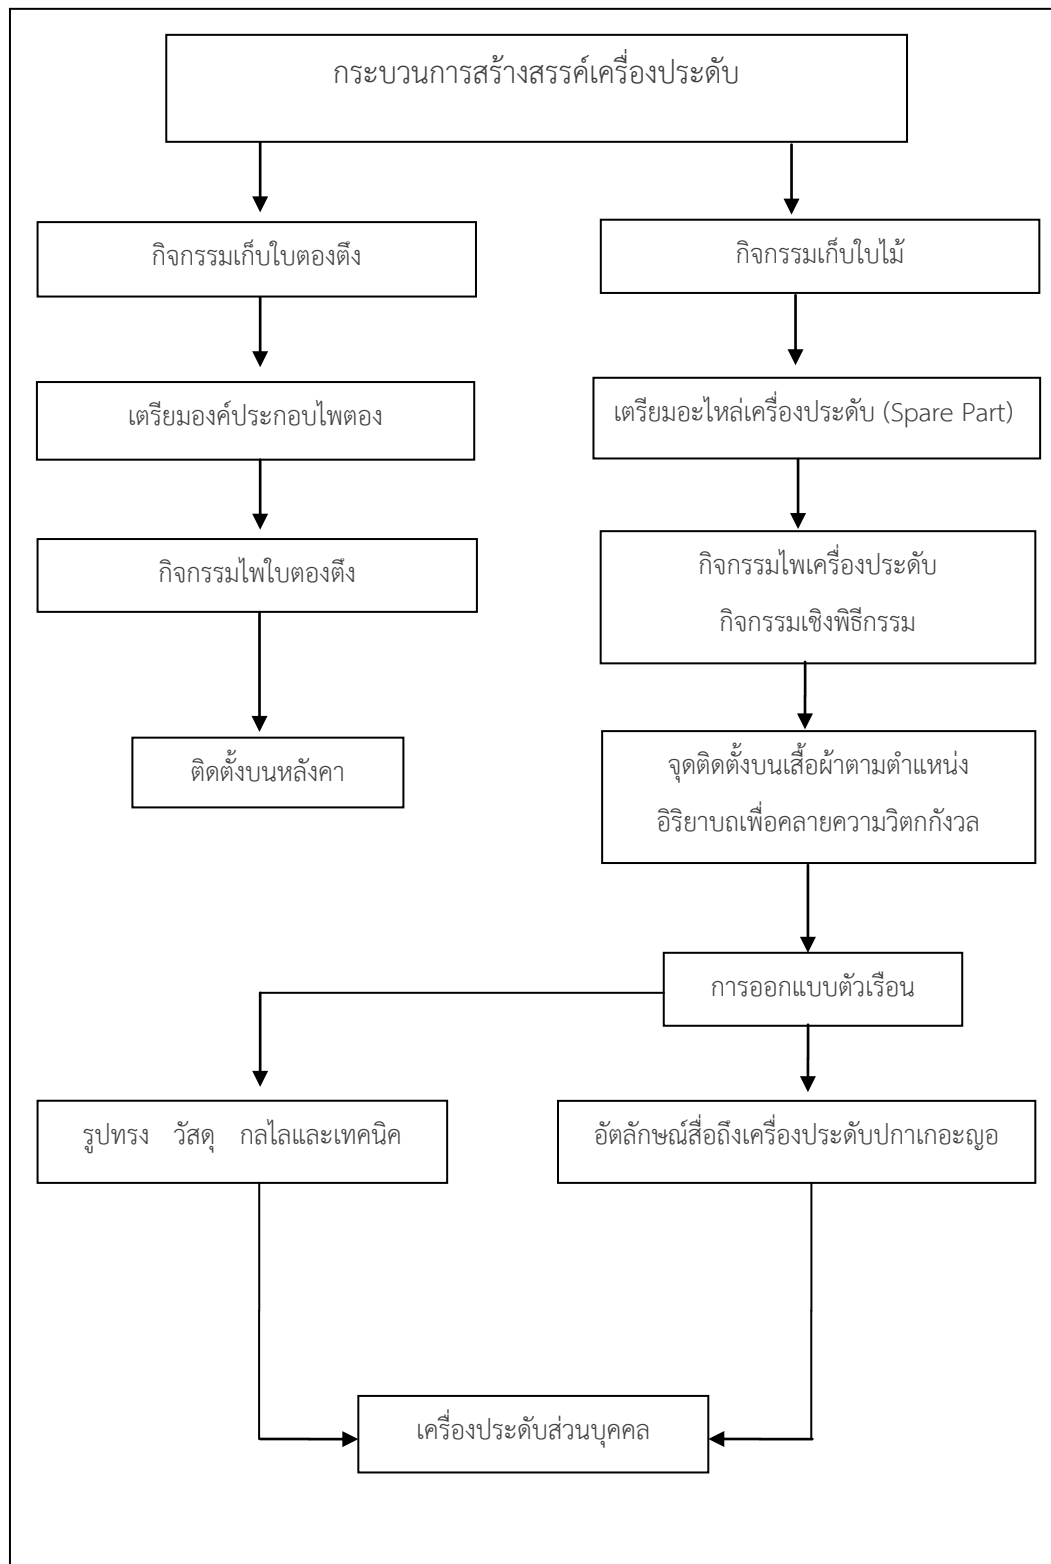 กระบวนการสร้างสรรค์เครื่องประดับ
กิจกรรมเก็บใบตองตึง
กิจกรรมเก็บใบไม้
เตรียมองค์ประกอบไพตอง
เตรียมอะไหล่เครื่องประดับ (Spare Part)
กิจกรรมไพใบตองตึง
กิจกรรมไพเครื่องประดับ
กิจกรรมเชิงพิธีกรรม
ติดตั้งบนหลังคา
จุดติดตั้งบนเสื้อผ้าตามตำแหน่ง
อิริยาบถเพื่อคลายความวิตกกังวล
การออกแบบตัวเรือน
รูปทรง วัสดุ กลไลและเทคนิค
อัตลักษณ์สื่อถึงเครื่องประดับปกาเกอะญอ
เครื่องประดับส่วนบุคคล